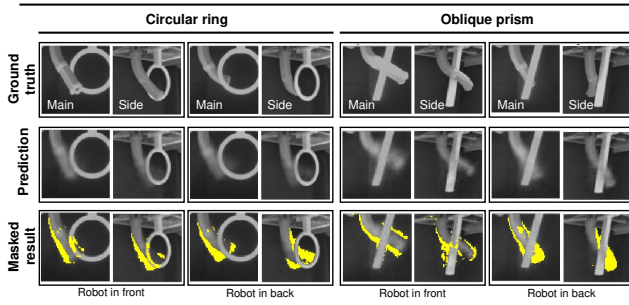 Circular ring Oblique prism
Ground truth
Main Side Main Side Main Side Main Side
Prediction
Masked result
Robot in front Robot in back Robot in front Robot in back